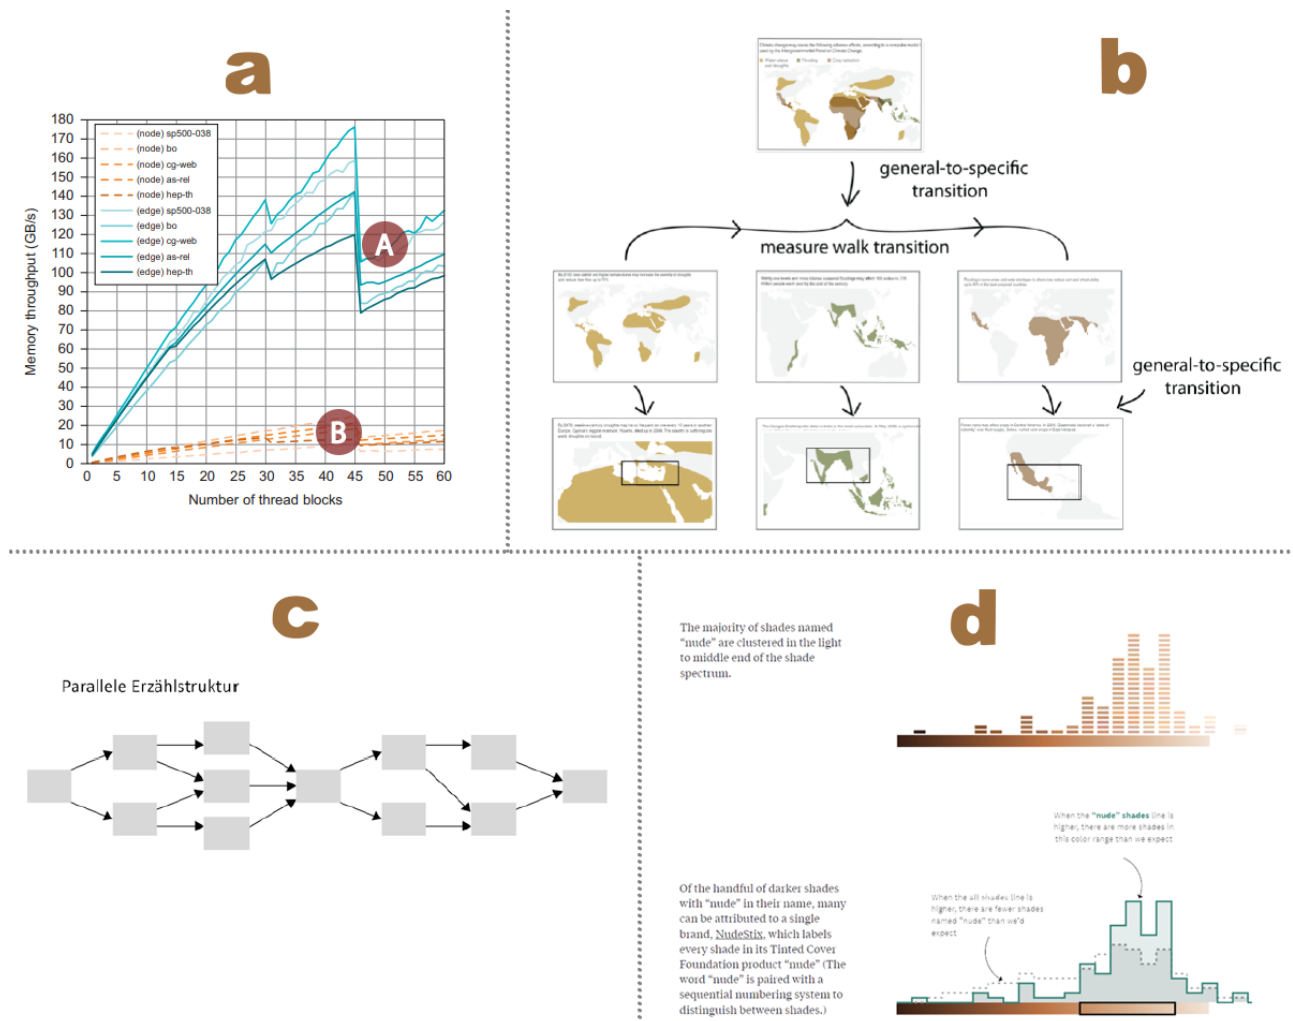 a
180
170
160
150
140
130
120
110
100
90
80
70
60
50
40
30
20
10
0
Memory throughput (GB/s)
(node) sp500-038
(node) bo
(node) cg-web
(node) as-rel
(node) hep-th
(edge) sp500-038
(edge) bo
(edge) cg-web
(edge) as-rel
(edge) hep-th
A
B
0 5 10 15 20 25 30 35 40 45 50 55 60
Number of thread blocks
b
general-to-specific
transition
measure walk transition
general-to-specific
transition
c
Parallele Erzählstruktur
d
The majority of shades named
“nude” are clustered in the light
to middle end of the shade
spectrum.
When the “nude” shades line is
higher, there are more shades in
this color range than we expect
When the all shades line is
higher, there are fewer shades
named “nude” than we'd
expect
Of the handful of darker shades
with “nude” in their name, many
can be attributed to a single
brand, NudeStix, which labels
every shade in its Tinted Cover
Foundation product “nude” (The
word “nude” is paired with a
sequential numbering system to
distinguish between shades.)